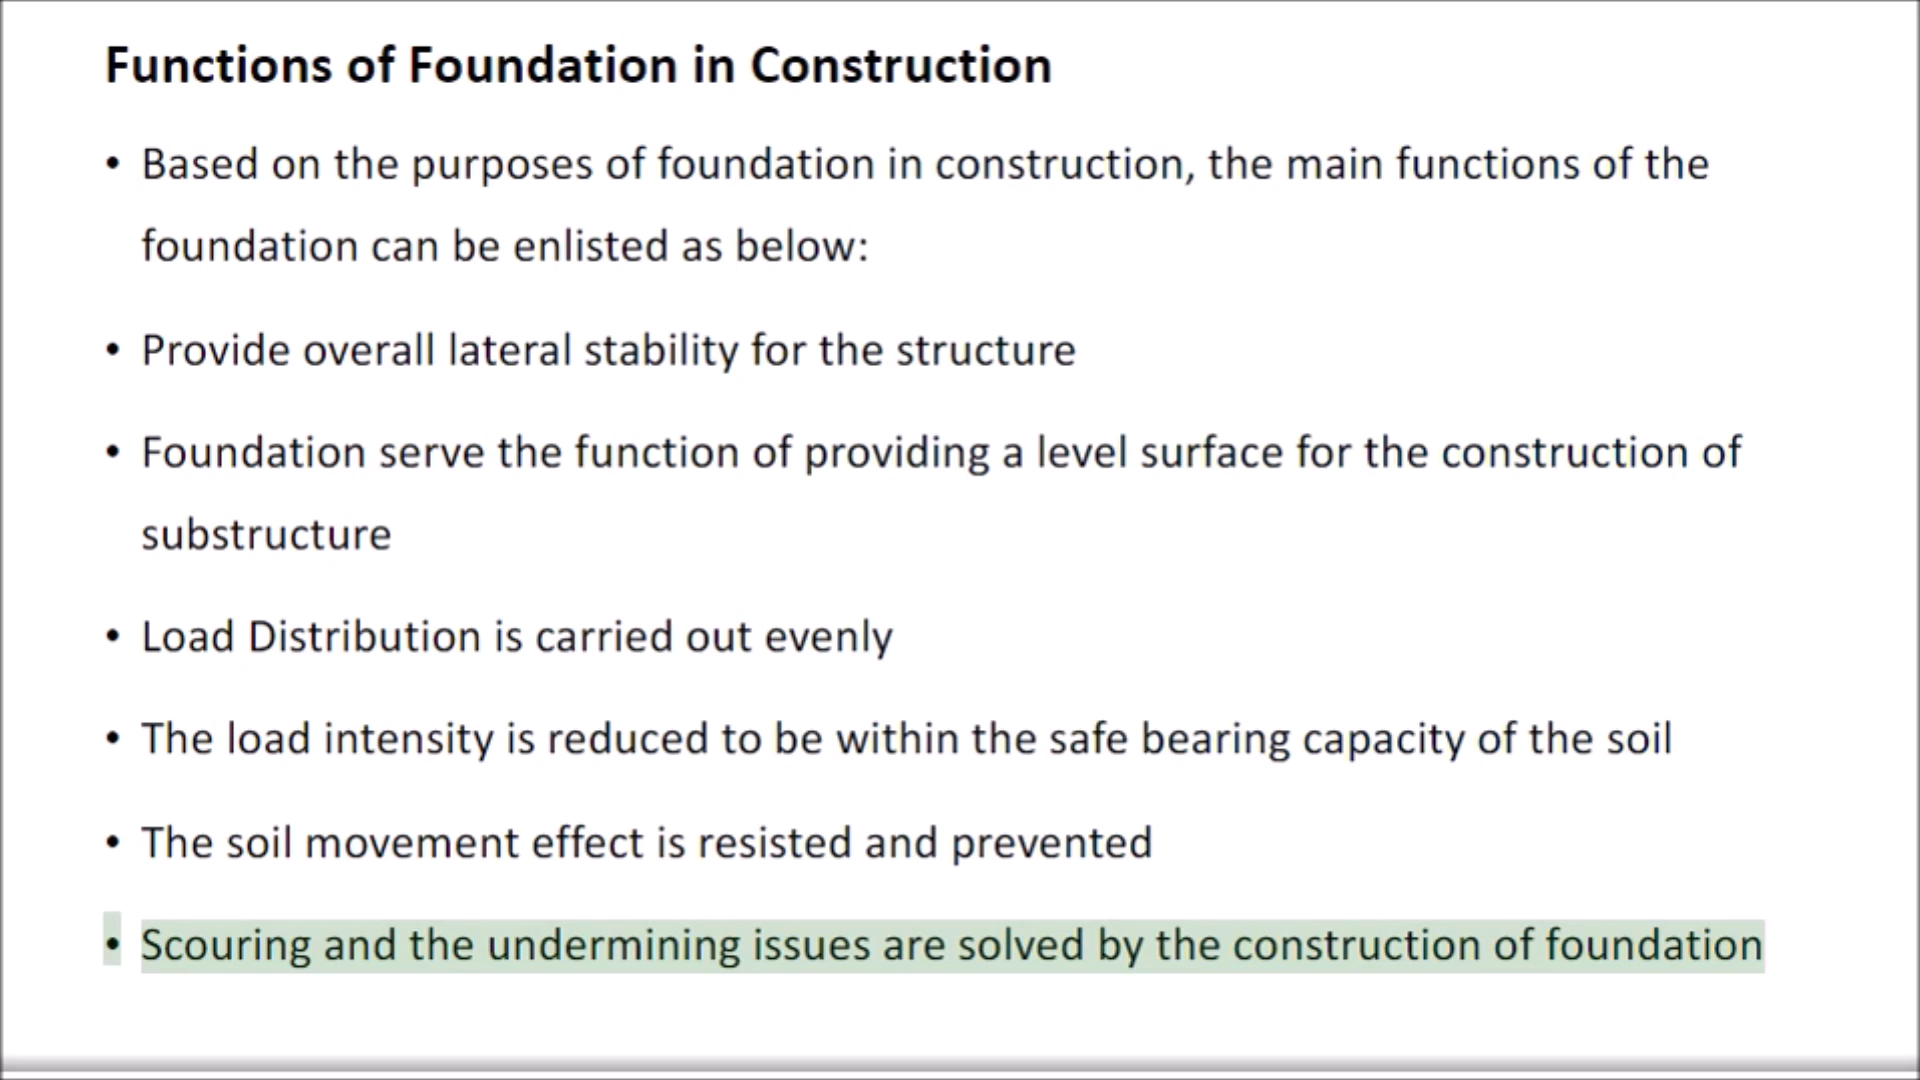 Functions of Foundation in Construction
• Based on the purposes of foundation in construction, the main functions of the
foundation can be enlisted as below:
• Provide overall lateral stability for the structure
• Foundation serve the function of providing a level surface for the construction of
substructure
• Load Distribution is carried out evenly
• The load intensity is reduced to be within the safe bearing capacity of the soil
• The soil movement effect is resisted and prevented
• Scouring and the undermining issues are solved by the construction of foundation